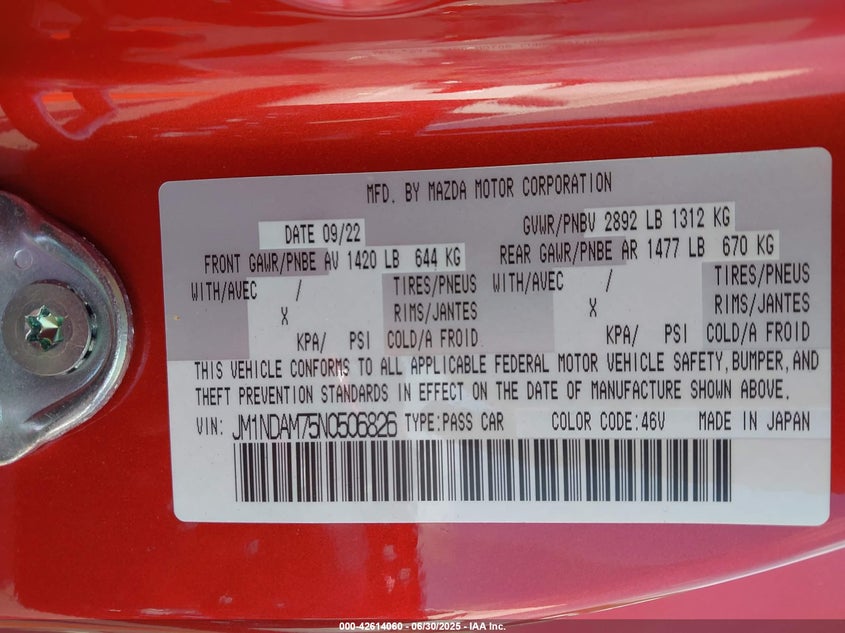 MFD. BY MAZDA MOTOR CORPORATION
DATE 09/22 GVWR/PNBV 2892 LB 1312 KG
FRONT GAWR/PNBE AV 1420 LB 644 KG REAR GAWR/PNBE AR 1477 LB 670 KG
WITH/AVEC / TIRES/PNEUS WITH/AVEC / TIRES/PNEUS
X RIMS/JANTES X RIMS/JANTES
KPA/ PSI COLD/A FROID KPA/ PSI COLD/A FROID
THIS VEHICLE CONFORMS TO ALL APPLICABLE FEDERAL MOTOR VEHICLE SAFETY, BUMPER, AND
THEFT PREVENTION STANDARDS IN EFFECT ON THE DATE OF MANUFACTURE SHOWN ABOVE.
VIN: JM1NDAM75N0506826 TYPE:PASS CAR COLOR CODE:46V MADE IN JAPAN
000-42614060 - 06/30/2025 - IAA Inc.